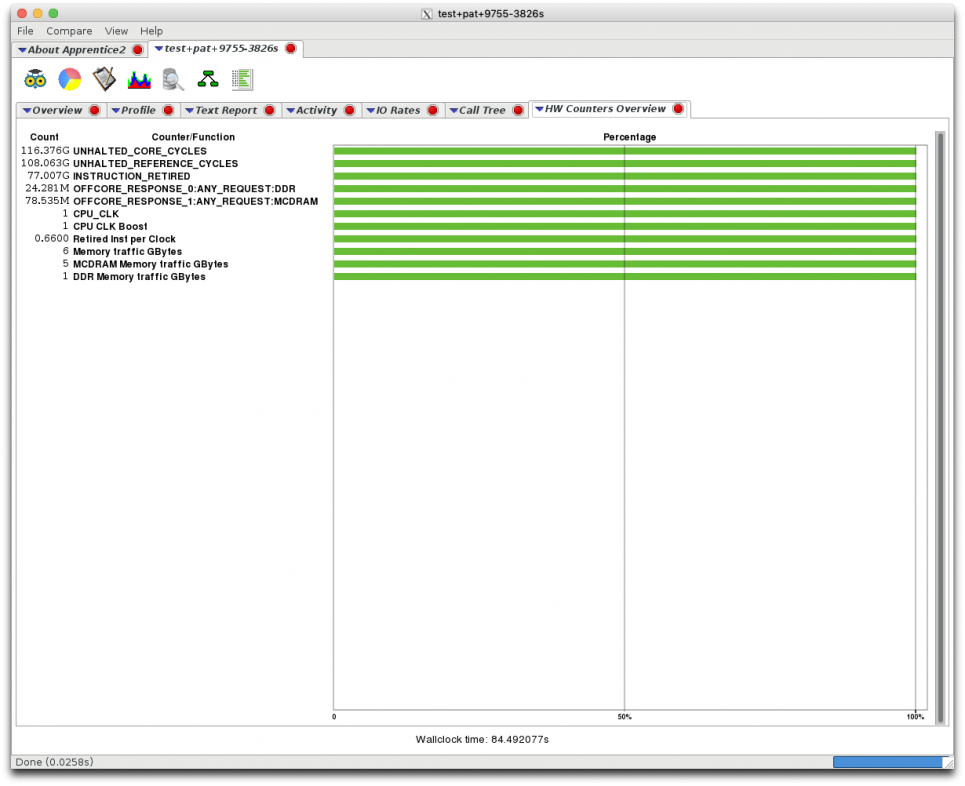 test+pat+9755-3826s
File Compare View Help
About Apprentice2 test+pat+9755-3826s
Overview Profile Text Report Activity IO Rates Call Tree HW Counters Overview
Count Counter/Function Percentage
116.376G UNHALTED_CORE_CYCLES
108.063G UNHALTED_REFERENCE_CYCLES
77.007G INSTRUCTION_RETIRED
24.281M OFFCORE_RESPONSE_0:ANY_REQUEST:DDR
78.535M OFFCORE_RESPONSE_1:ANY_REQUEST:MCDRAM
1 CPU_CLK
1 CPU CLK Boost
0.6600 Retired Inst per Clock
6 Memory traffic GBytes
5 MCDRAM Memory traffic GBytes
1 DDR Memory traffic GBytes
0 50% 100%
Wallclock time: 84.492077s
Done (0.0258s)